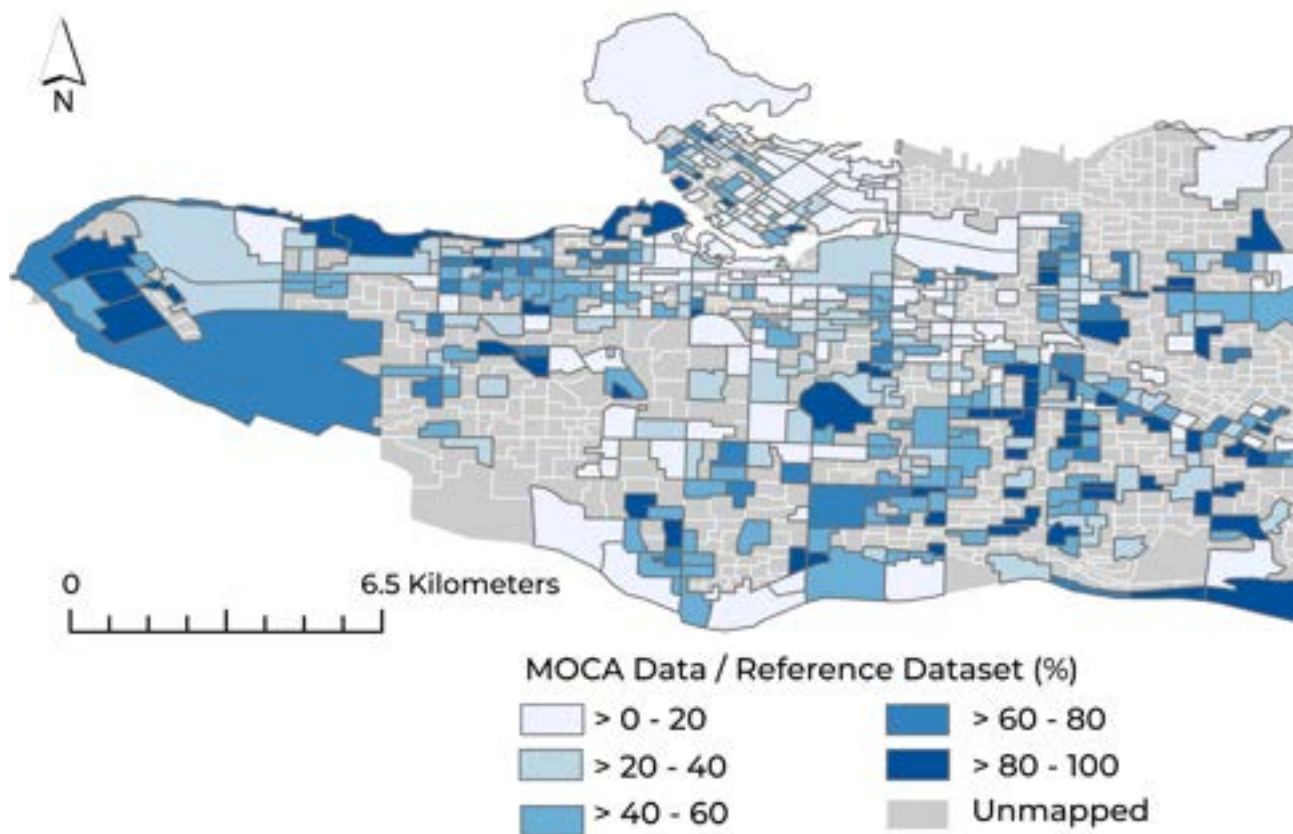 N
0 6.5 Kilometers
MOCA Data / Reference Dataset (%)
> 0 - 20 > 60 - 80
> 20 - 40 > 80 - 100
> 40 - 60 Unmapped